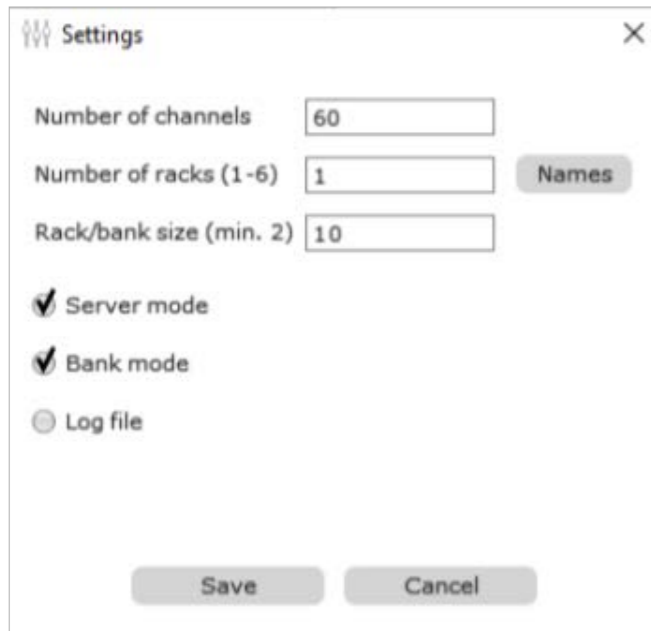 Settings
Number of channels 60
Number of racks (1-6) 1 Names
Rack/bank size (min. 2) 10
Server mode
Bank mode
Log file
Save Cancel